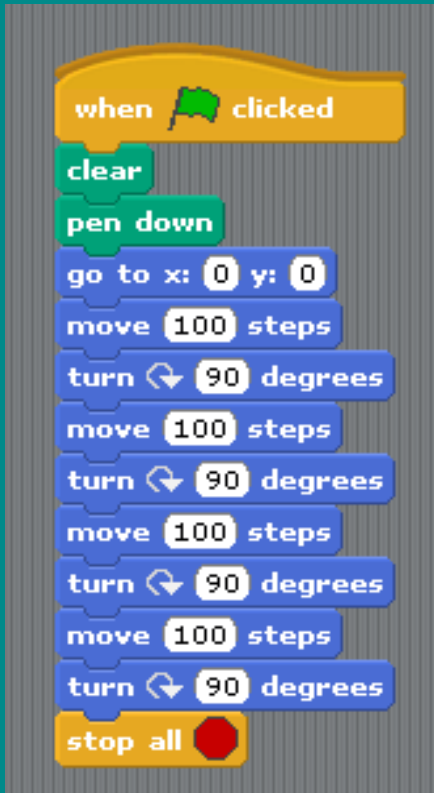 when clicked
clear
pen down
go to x: 0 y: 0
move 100 steps
turn 90 degrees
move 100 steps
turn 90 degrees
move 100 steps
turn 90 degrees
move 100 steps
turn 90 degrees
stop all